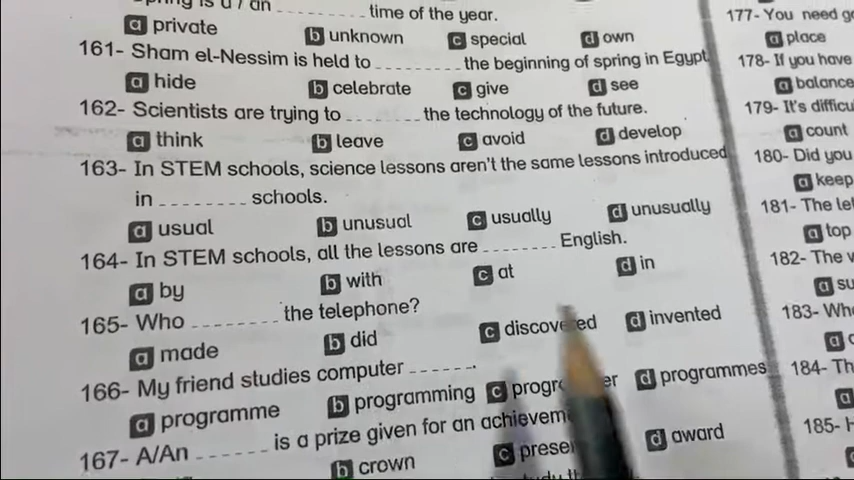 is a / an _ _ _ _ _ _ _ _ time of the year.
a private b unknown c special d own
161- Sham el-Nessim is held to _ _ _ _ _ _ _ _ the beginning of spring in Egypt
a hide b celebrate c give d see
162- Scientists are trying to _ _ _ _ _ _ _ the technology of the future.
a think b leave c avoid d develop
163- In STEM schools, science lessons aren't the same lessons introduced
in _ _ _ _ _ _ _ _ schools.
a usual b unusual c usually d unusually
164- In STEM schools, all the lessons are _ _ _ _ _ _ _ English.
a by b with c at d in
165- Who _ _ _ _ _ _ _ _ the telephone?
a made b did c discovered d invented
166- My friend studies computer _ _ _ _ _ _.
a programme b programming c d programmes
167- A/An _ _ _ _ _ _ is a prize given for an
b crown c d award
177- You need
a place
178- If you have
a balance
179- It's
a count
180- Did you
a keep
181- The
a top
182- The
a
183-
a
184-
a
185-